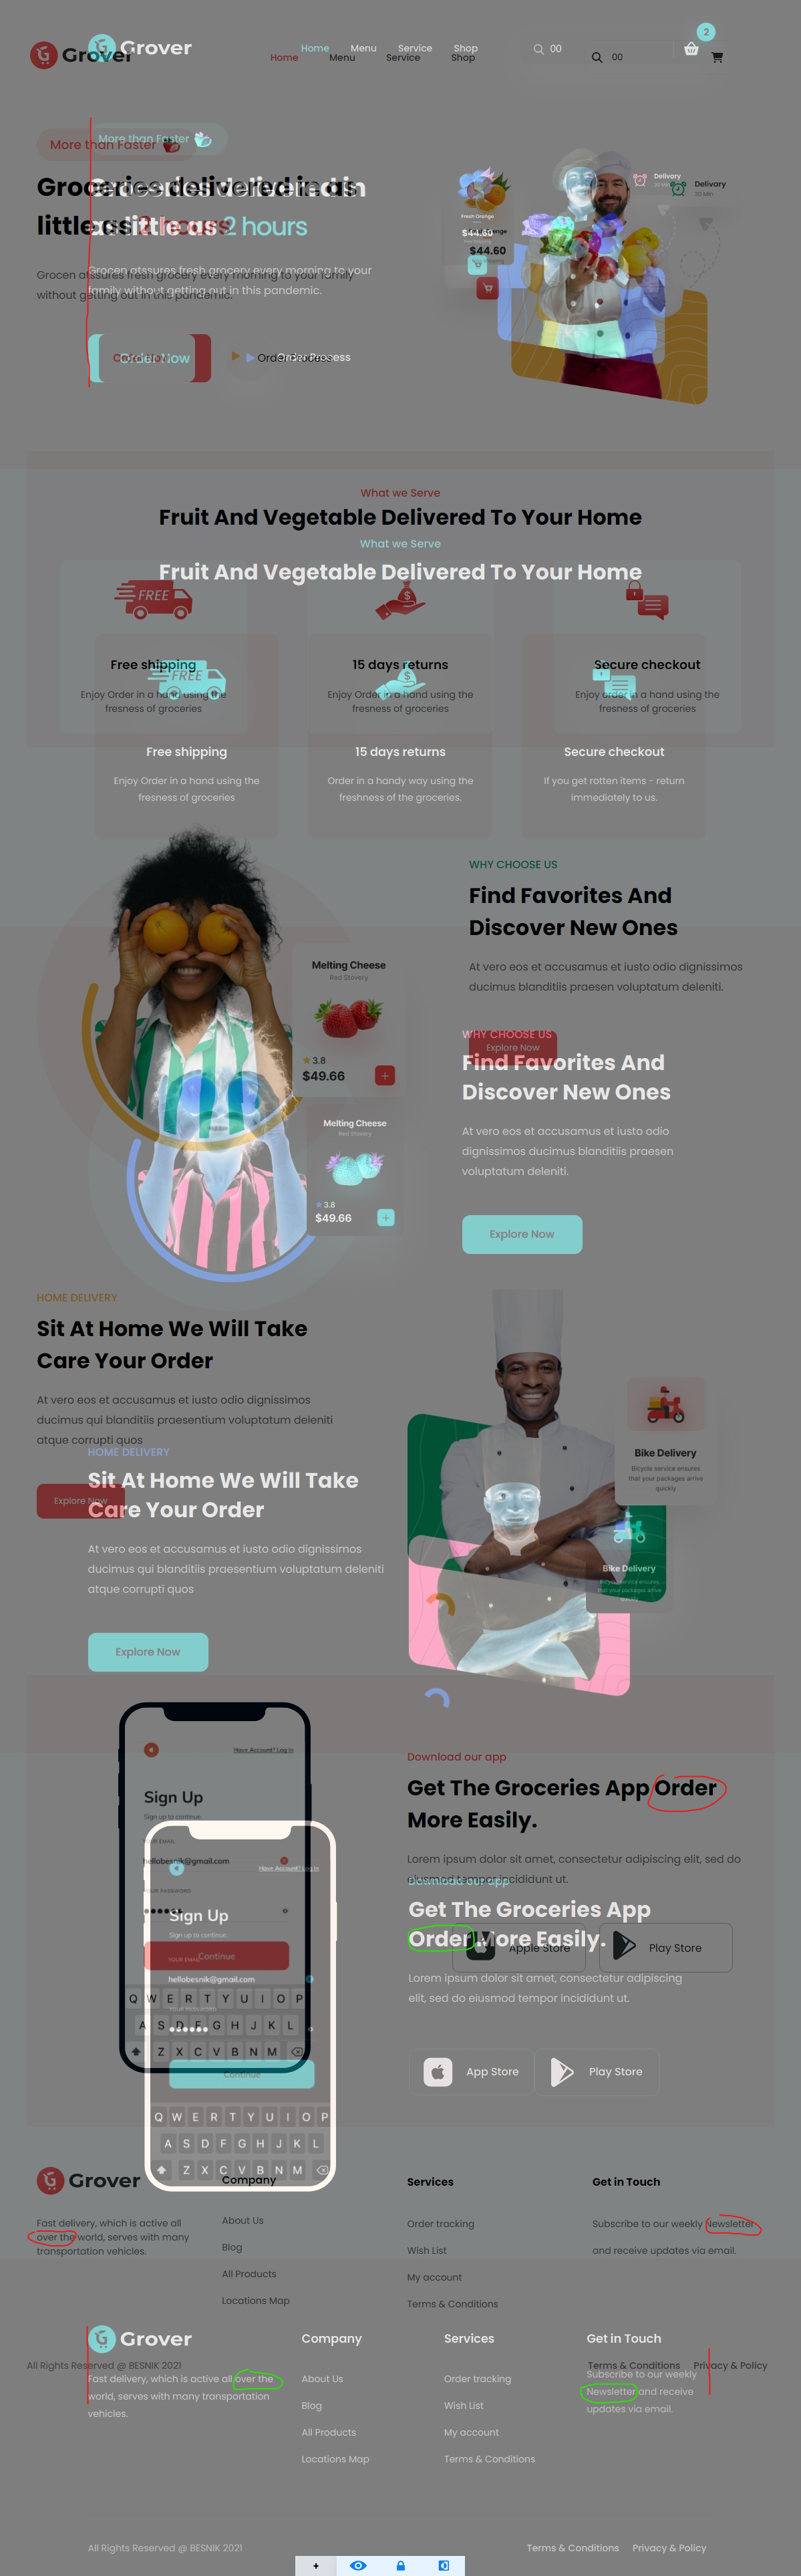 Grover
Grover
Home Menu Service Shop
00
2
Home Menu Service Shop
00
More than Faster
More than Faster
Groceries delivered in as
little as 2 hours
Groceries delivered in as
little as 2 hours
Grocen atssures fresh grocery every morning to your family
without getting out in this pandemic.
Grocen atssures fresh grocery every morning to your
family without getting out in this pandemic.
Order Now
Order Now
Order Process
Order Process
Fresh Orange
$44.60
$44.60
Delivary
30 Min
Delivary
30 Min
What we Serve
Fruit And Vegetable Delivered To Your Home
What we Serve
Fruit And Vegetable Delivered To Your Home
FREE
$
Free shipping
15 days returns
Secure checkout
FREE
$
Enjoy Order in a hand using the
fresness of groceries
Enjoy Order in a hand using the
fresness of groceries
Enjoy order in a hand using the
fresness of groceries
Free shipping
15 days returns
Secure checkout
Enjoy Order in a hand using the
fresness of groceries
Order in a handy way using the
freshness of the groceries.
If you get rotten items - return
immediately to us.
WHY CHOOSE US
Find Favorites And
Discover New Ones
At vero eos et accusamus et iusto odio dignissimos
ducimus blanditiis praesen voluptatum deleniti.
Explore Now
Melting Cheese
Red Stovery
3.8
$49.66
+
WHY CHOOSE US
Find Favorites And
Discover New Ones
At vero eos et accusamus et iusto odio
dignissimos ducimus blanditiis praesen
voluptatum deleniti.
Explore Now
Melting Cheese
Red Stovery
3.8
$49.66
+
HOME DELIVERY
Sit At Home We Will Take
Care Your Order
At vero eos et accusamus et iusto odio dignissimos
ducimus qui blanditiis praesentium voluptatum deleniti
atque corrupti quos
Explore Now
HOME DELIVERY
Sit At Home We Will Take
Care Your Order
At vero eos et accusamus et iusto odio dignissimos
ducimus qui blanditiis praesentium voluptatum deleniti
atque corrupti quos
Explore Now
Bike Delivery
Bicycle service ensures
that your packages arrive
quickly
Bike Delivery
Bicycle service ensures
that your packages arrive
quickly
Have Account? Log In
Sign Up
Sign up to continue.
YOUR EMAIL
hellobesnik@gmail.com
YOUR PASSWORD
Continue
Q W E R T Y U I O P
A S D F G H J K L
Z X C V B N M
Have Account? Log In
Sign Up
Sign up to continue.
YOUR EMAIL
hellobesnik@gmail.com
YOUR PASSWORD
Continue
Q W E R T Y U I O P
A S D F G H J K L
Z X C V B N M
Download our app
Get The Groceries App Order
More Easily.
Lorem ipsum dolor sit amet, consectetur adipiscing elit, sed do
eiusmod tempor incididunt ut.
Apple Store
Play Store
Download our app
Get The Groceries App
Order More Easily.
Lorem ipsum dolor sit amet, consectetur adipiscing
elit, sed do eiusmod tempor incididunt ut.
App Store
Play Store
Grover
Fast delivery, which is active all
over the world, serves with many
transportation vehicles.
Company
About Us
Blog
All Products
Locations Map
Services
Order tracking
Wish List
My account
Terms & Conditions
Get in Touch
Subscribe to our weekly Newsletter
and receive updates via email.
All Rights Reserved @ BESNIK 2021
Terms & Conditions Privacy & Policy
Grover
Fast delivery, which is active all over the
world, serves with many transportation
vehicles.
Company
About Us
Blog
All Products
Locations Map
Services
Order tracking
Wish List
My account
Terms & Conditions
Get in Touch
Subscribe to our weekly
Newsletter and receive
updates via email.
All Rights Reserved @ BESNIK 2021
Terms & Conditions Privacy & Policy
+